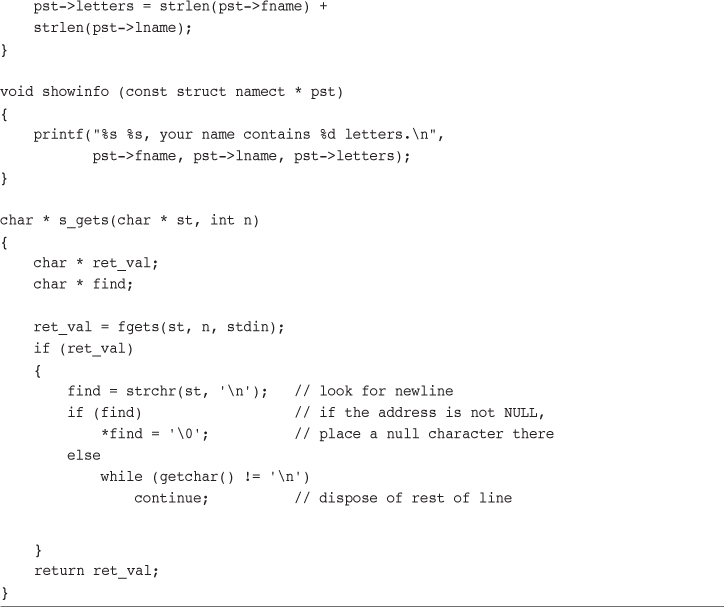 pst->letters = strlen(pst->fname) +
    strlen(pst->lname);
}
void showinfo (const struct namect * pst)
{
    printf("%s %s, your name contains %d letters.\n",
           pst->fname, pst->lname, pst->letters);
}
char * s_gets(char * st, int n)
{
    char * ret_val;
    char * find;
    ret_val = fgets(st, n, stdin);
    if (ret_val)
    {
        find = strchr(st, '\n');   // look for newline
        if (find)                  // if the address is not NULL,
            *find = '\0';          // place a null character there
        else
            while (getchar() != '\n')
                continue;          // dispose of rest of line
    }
    return ret_val;
}